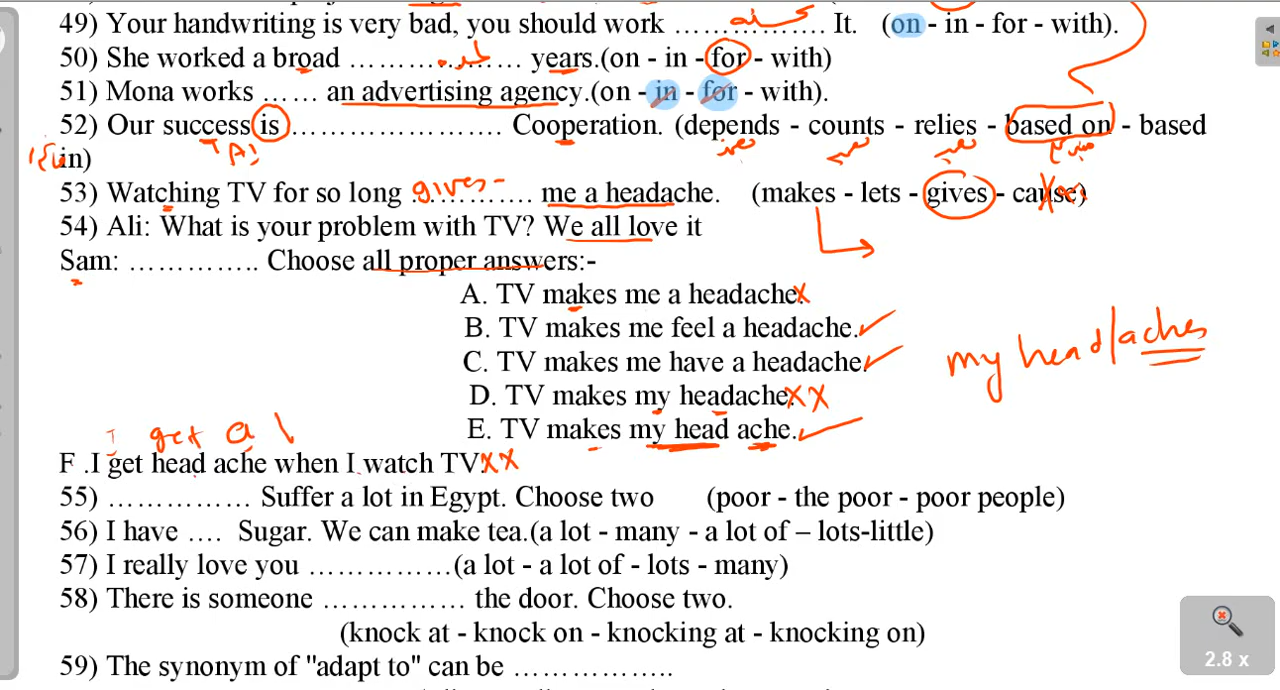 49) Your handwriting is very bad, you should work ……………. It. (on - in - for - with).
50) She worked a broad ……………… years.(on - in - for - with)
51) Mona works …… an advertising agency.(on - in - for - with).
52) Our success is…………………. Cooperation. (depends - counts - relies - based on - based
in)
53) Watching TV for so long gives………… me a headache. (makes - lets - gives - cause)
54) Ali: What is your problem with TV? We all love it
Sam: ………….. Choose all proper answers:-
A. TV makes me a headache.
B. TV makes me feel a headache.
C. TV makes me have a headache.
my head/aches
D. TV makes my headache.
E. TV makes my head ache.
I get a
F .I get head ache when I watch TV.
55) …………… Suffer a lot in Egypt. Choose two (poor - the poor - poor people)
56) I have …. Sugar. We can make tea.(a lot - many - a lot of – lots-little)
57) I really love you ……………(a lot - a lot of - lots - many)
58) There is someone …………… the door. Choose two.
(knock at - knock on - knocking at - knocking on)
59) The synonym of "adapt to" can be ……………..
2.8 x